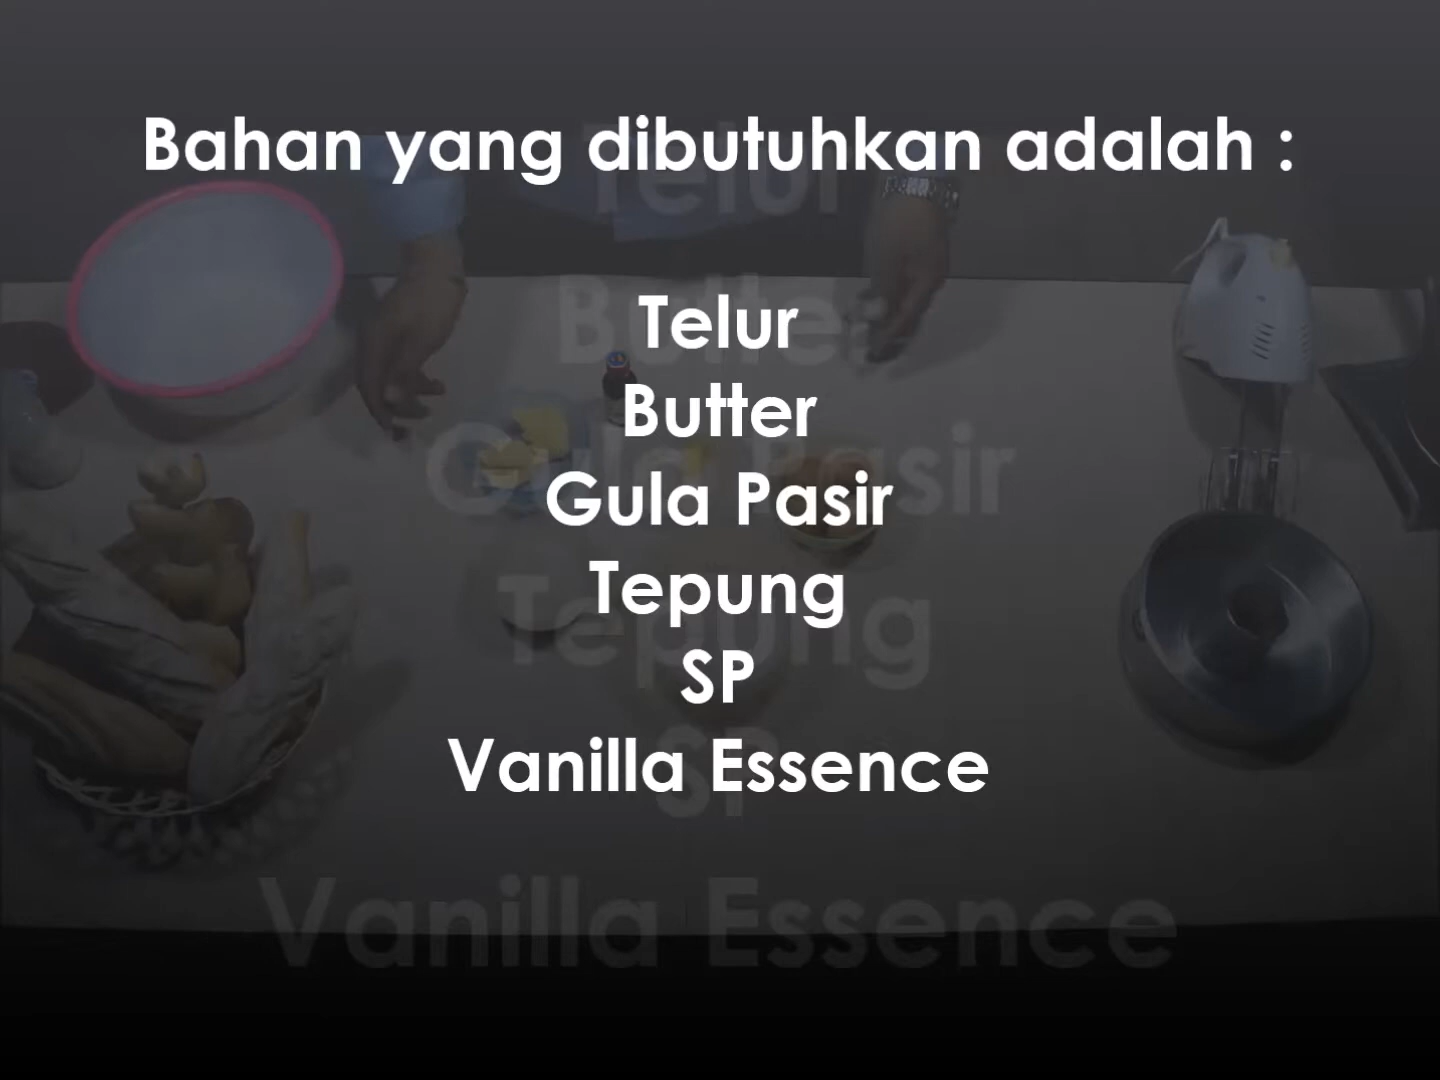 Bahan yang dibutuhkan adalah :
Telur
Butter
Gula Pasir
Tepung
SP
Vanilla Essence